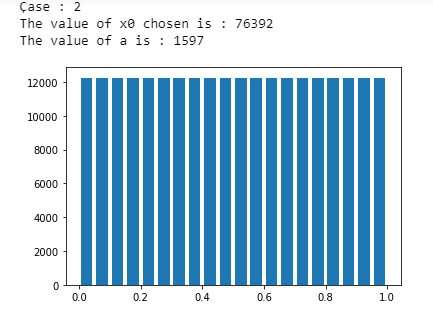 Case : 2
The value of x0 chosen is : 76392
The value of a is : 1597
12000
10000
8000
6000
4000
2000
0
0.0 0.2 0.4 0.6 0.8 1.0